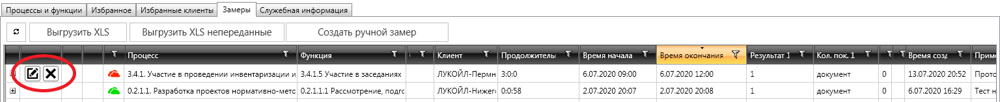 Процессы и функции Избранное Избранные клиенты Замеры Служебная информация
Выгрузить XLS Выгрузить XLS непереданные Создать ручной замер
Процесс Функция Клиент Продолжители Время начала Время окончания Результат 1 Кол. пок. 1 Время созд Приме
3.4.1. Участие в проведении инвентаризации и 3.4.1.5 Участие в заседаниях ЛУКОЙЛ-Пермн 3:0:0 6.07.2020 09:00 6.07.2020 12:00 1 документ 0 13.07.2020 20:52 Прото
0.2.1.1. Разработка проектов нормативно-мето 0.2.1.1.1 Рассмотрение, подгс ЛУКОЙЛ-Нижего 0:0:58 2.07.2020 20:07 2.07.2020 20:08 1 документ 0 6.07.2020 16:29 Тест н